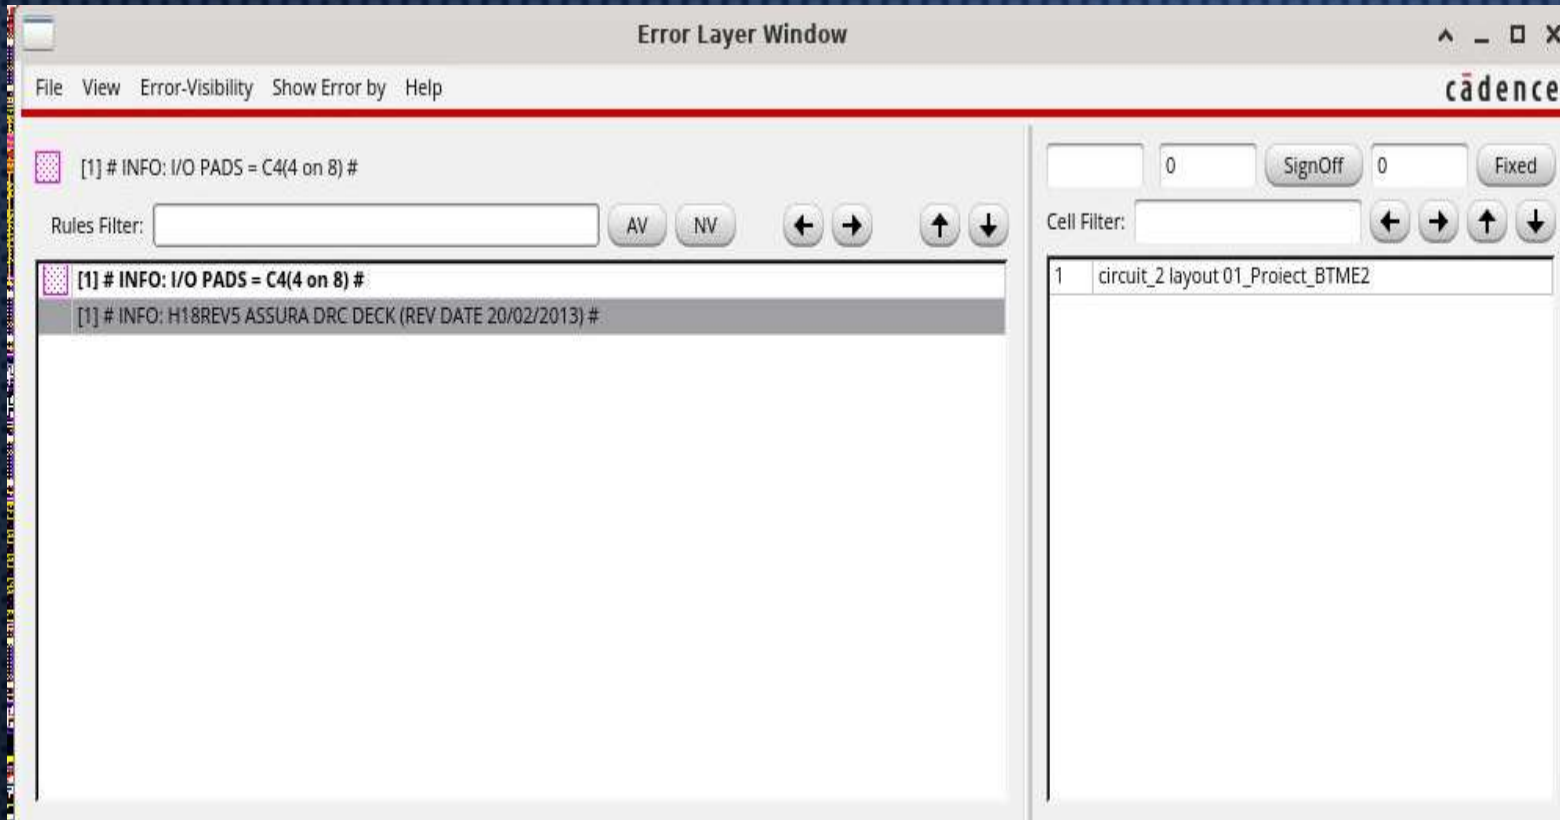 Error Layer Window
File View Error-Visibility Show Error by Help
cādence
[1] # INFO: I/O PADS = C4(4 on 8) #
0 SignOff 0 Fixed
Rules Filter: AV NV
Cell Filter:
[1] # INFO: I/O PADS = C4(4 on 8) #
[1] # INFO: H18REV5 ASSURA DRC DECK (REV DATE 20/02/2013) #
1 circuit_2 layout 01_Project_BTME2